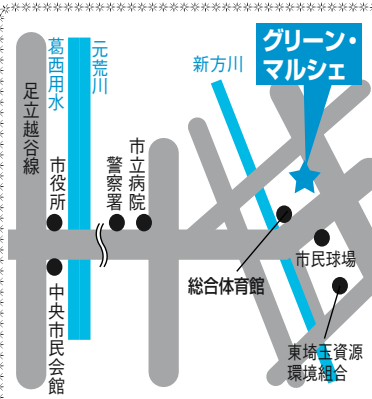 グリーン・
マルシェ
新方川
元荒川
葛西用水
足立越谷線
市役所
警察署
市立病院
中央市民会館
総合体育館
市民球場
東埼玉資源
環境組合